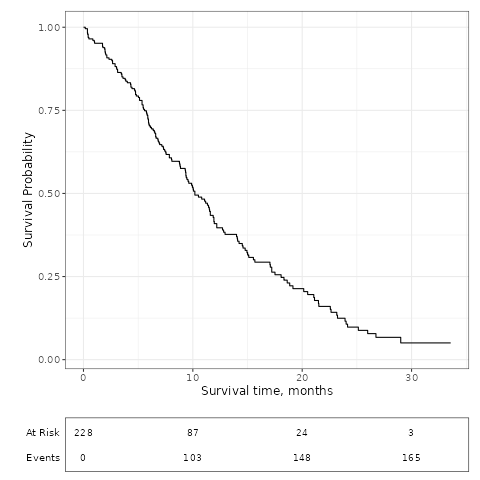 Survival Probability
1.00
0.75
0.50
0.25
0.00
0 10 20 30
Survival time, months
At Risk 228 87 24 3
Events 0 103 148 165